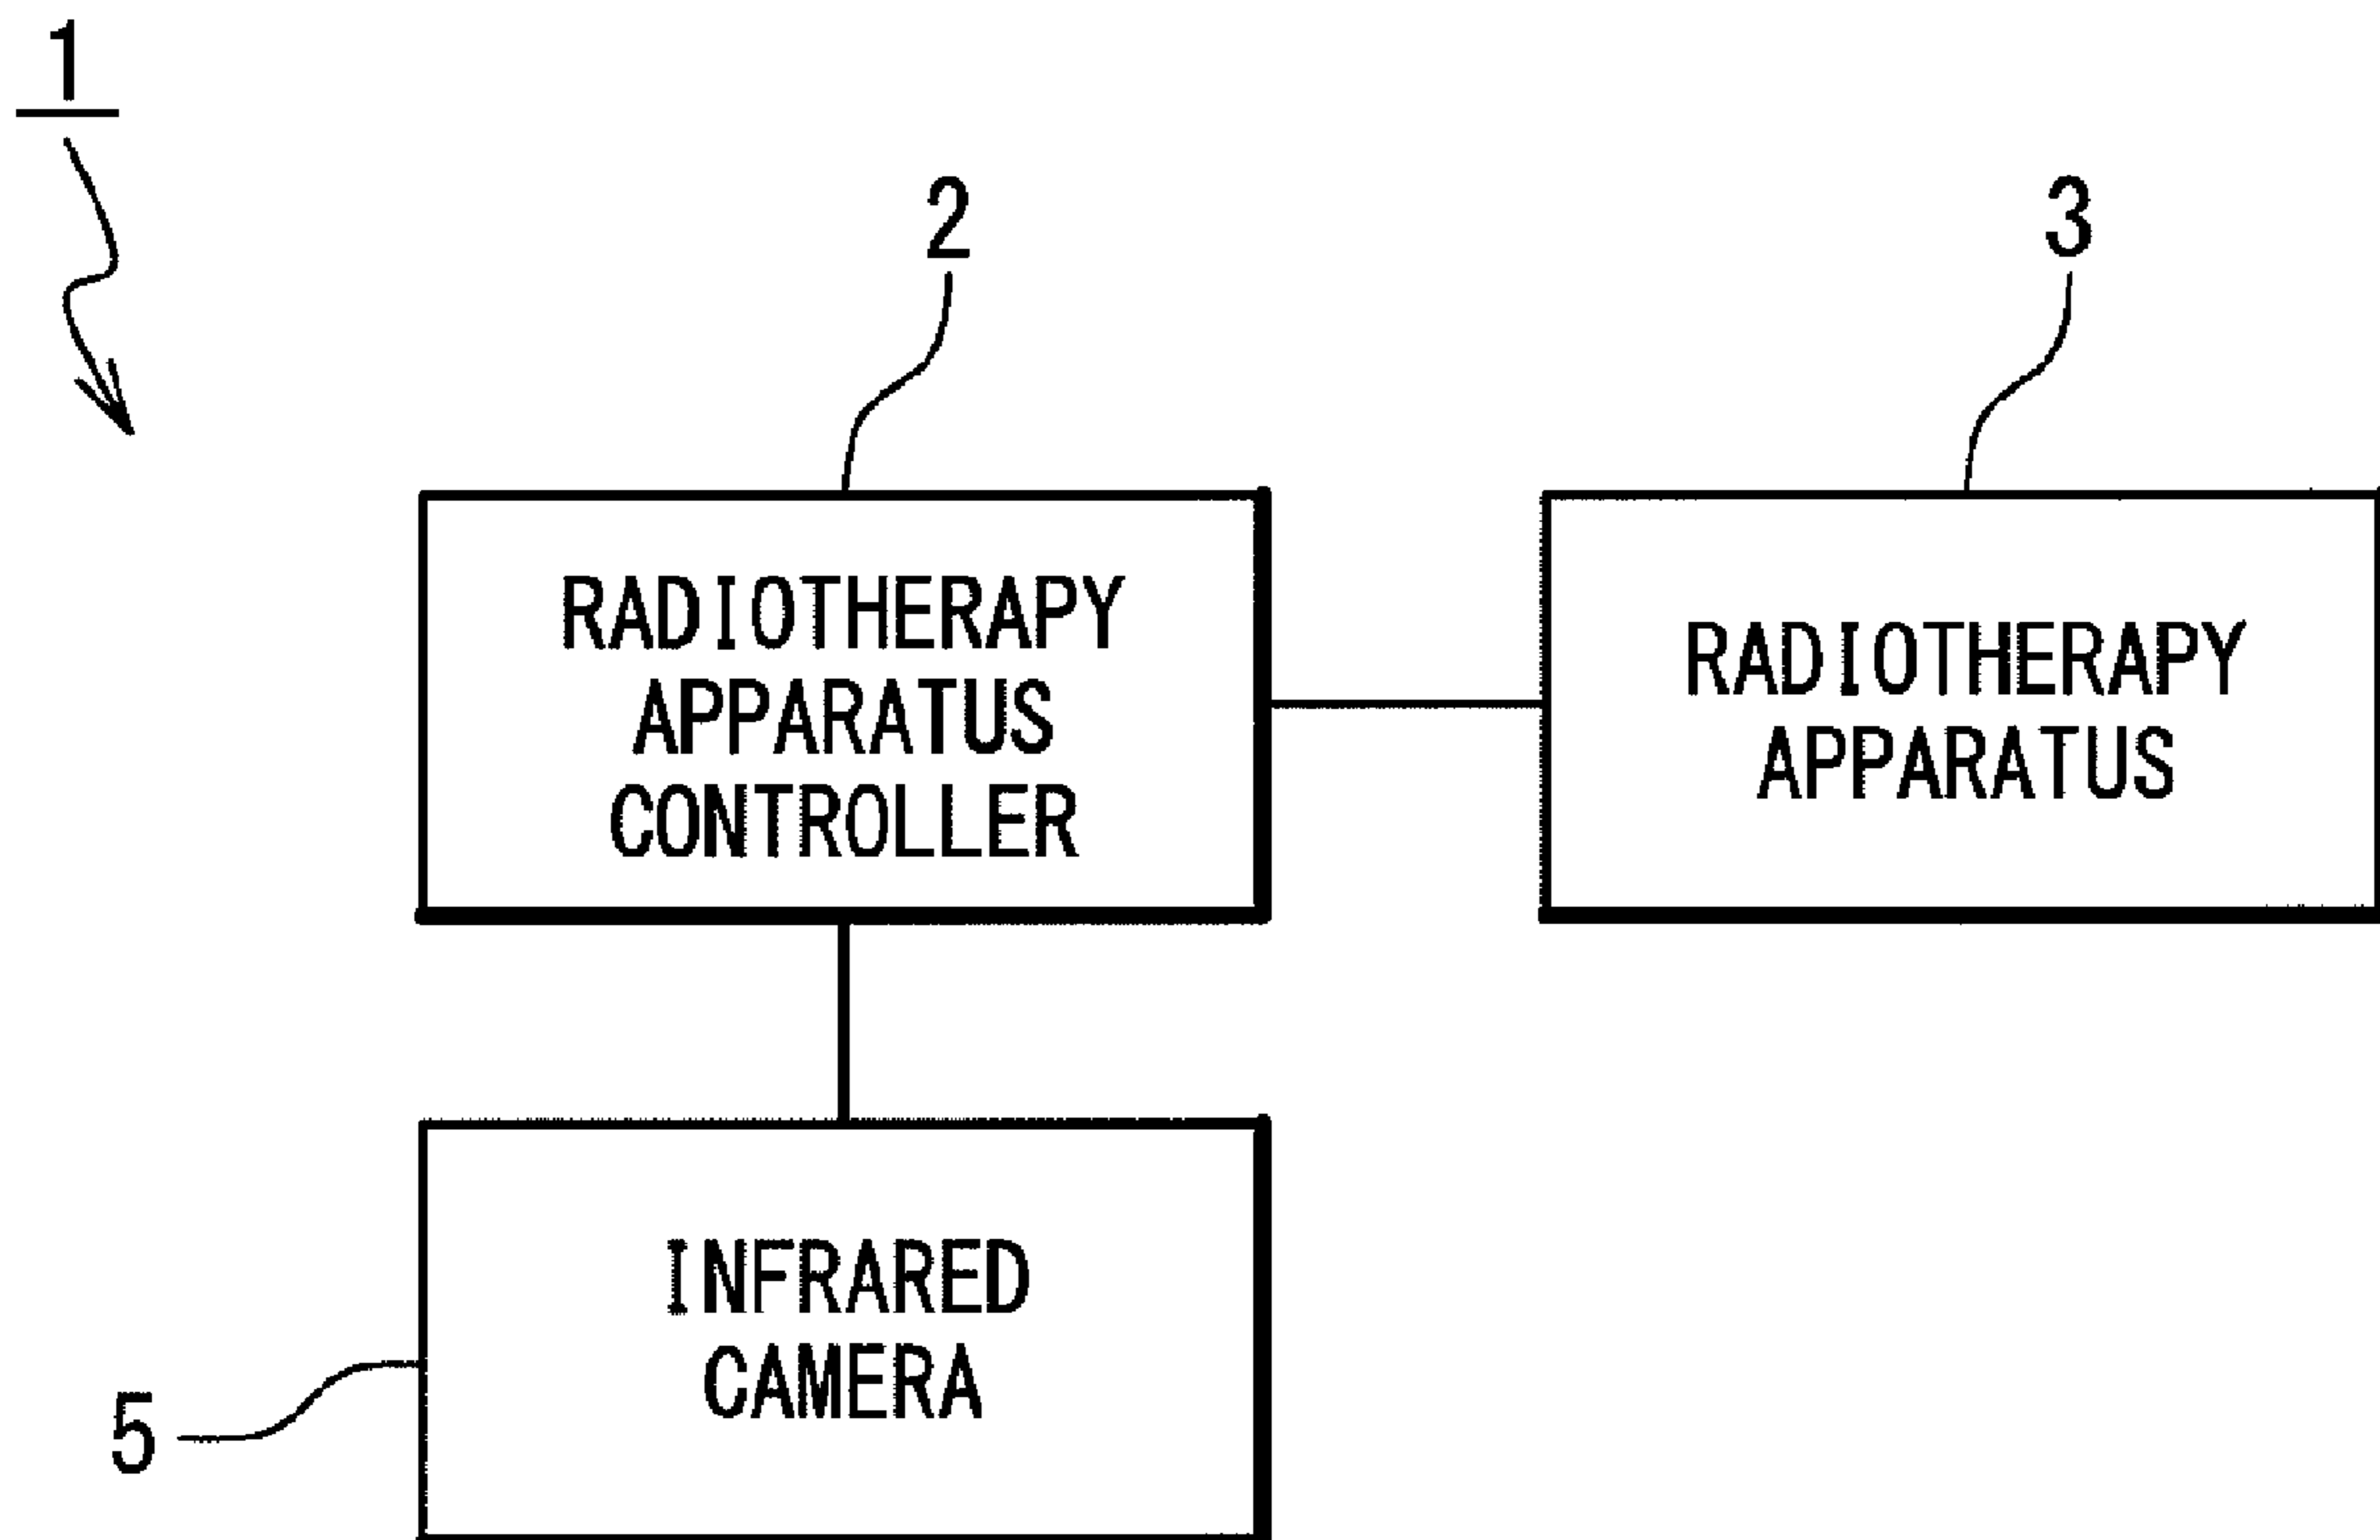 1
2
3
RADIOTHERAPY
APPARATUS
CONTROLLER
RADIOTHERAPY
APPARATUS
INFRARED
CAMERA
5